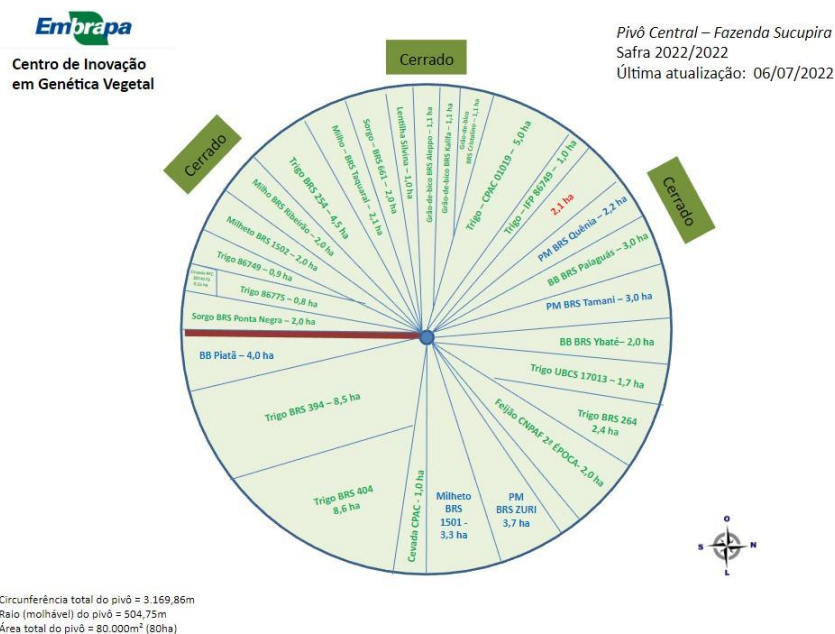 Embrapa
Centro de Inovação
em Genética Vegetal
Pivô Central – Fazenda Sucupira
Safra 2022/2022
Última atualização: 06/07/2022
Cerrado
Cerrado
Cerrado
Lentilha Silvina – 1,0 ha
Grão-de-bico BRS Aleppo – 1,1 ha
Grão-de-bico BRS Kalifa – 1,1 ha
Grão-de-bico
BRS Cristalino – 1,1 ha
Trigo – CPAC 01019 – 5,0 ha
Trigo – IFP 86749 – 1,0 ha
2,1 ha
PM BRS Quênia – 2,2 ha
BB BRS Paiaguás – 3,0 ha
PM BRS Tamani – 3,0 ha
BB BRS Ybaté– 2,0 ha
Trigo UBCS 17013 – 1,7 ha
Trigo BRS 264
2,4 ha
Feijão CNPAF 2ª ÉPOCA- 2,0 ha
PM
BRS ZURI
3,7 ha
Milheto
BRS
1501 -
3,3 ha
Cevada CPAC - 1,0 ha
Trigo BRS 404
8,6 ha
Trigo BRS 394 – 8,5 ha
BB Piatã – 4,0 ha
Sorgo BRS Ponta Negra – 2,0 ha
Trigo 86775 – 0,8 ha
Trigo 86749 – 0,9 ha
Milheto BRS 1502 – 2,0 ha
Milho BRS Ribeirão – 2,0 ha
Trigo BRS 254 – 4,5 ha
Milho – BRS Taquaral – 2,1 ha
Sorgo – BRS 661 – 2,0 ha
O
S
N
L
Circunferência total do pivô = 3.169,86m
Raio (molhável) do pivô = 504,75m
Área total do pivô = 80.000m² (80ha)